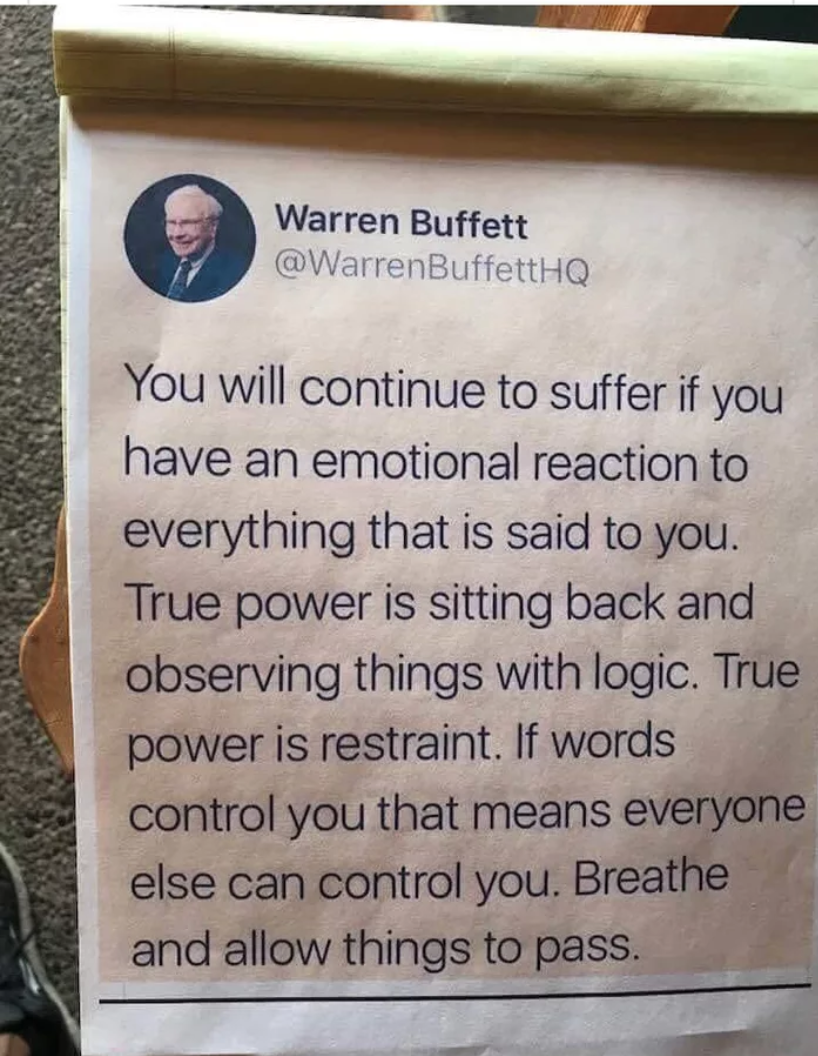 Warren Buffett
@WarrenBuffettHQ
You will continue to suffer if you
have an emotional reaction to
everything that is said to you.
True power is sitting back and
observing things with logic. True
power is restraint. If words
control you that means everyone
else can control you. Breathe
and allow things to pass.